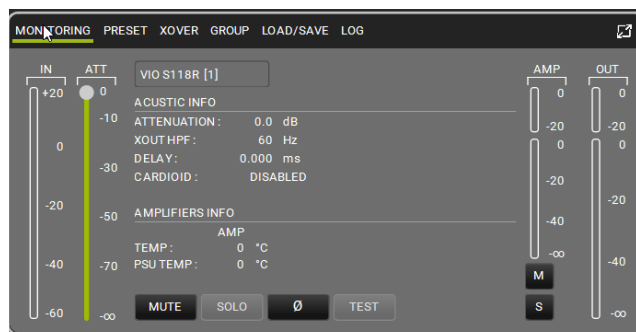 MONITORING PRESET XOVER GROUP LOAD/SAVE LOG
IN ATT VIO S118R [1] AMP OUT
+20 0 0 0
ACUSTIC INFO
-10 ATTENUATION : 0.0 dB -20 -20
0 XOUT HPF : 60 Hz 0 0
DELAY : 0.000 ms
-30 CARDIOID : DISABLED -20
-20 -50 AMPLIFIERS INFO -20
AMP -40
TEMP : 0 °C -∞
-40 -70 PSU TEMP : 0 °C -40
M
-60 -∞ MUTE SOLO Ø TEST S -∞